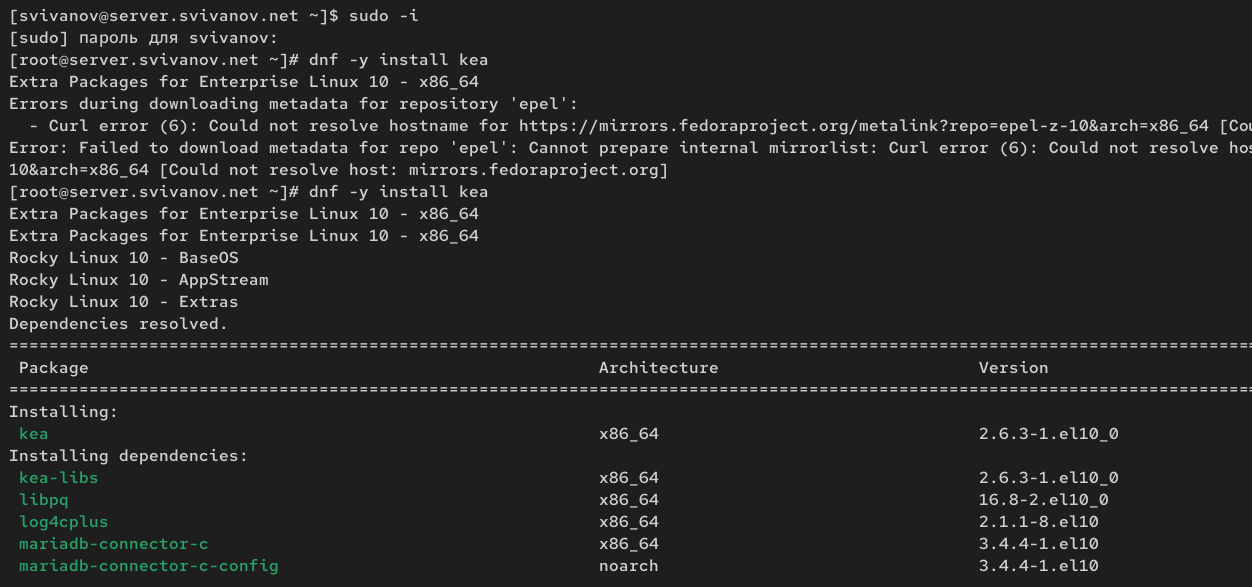 [svivanov@server.svivanov.net ~]$ sudo -i
[sudo] пароль для svivanov:
[root@server.svivanov.net ~]# dnf -y install kea
Extra Packages for Enterprise Linux 10 - x86_64
Errors during downloading metadata for repository 'epel':
  - Curl error (6): Could not resolve hostname for https://mirrors.fedoraproject.org/metalink?repo=epel-z-10&arch=x86_64 [Cou
Error: Failed to download metadata for repo 'epel': Cannot prepare internal mirrorlist: Curl error (6): Could not resolve hos
10&arch=x86_64 [Could not resolve host: mirrors.fedoraproject.org]
[root@server.svivanov.net ~]# dnf -y install kea
Extra Packages for Enterprise Linux 10 - x86_64
Extra Packages for Enterprise Linux 10 - x86_64
Rocky Linux 10 - BaseOS
Rocky Linux 10 - AppStream
Rocky Linux 10 - Extras
Dependencies resolved.
=============================================================================================================================
 Package Architecture Version
=============================================================================================================================
Installing:
 kea x86_64 2.6.3-1.el10_0
Installing dependencies:
 kea-libs x86_64 2.6.3-1.el10_0
 libpq x86_64 16.8-2.el10_0
 log4cplus x86_64 2.1.1-8.el10
 mariadb-connector-c x86_64 3.4.4-1.el10
 mariadb-connector-c-config noarch 3.4.4-1.el10